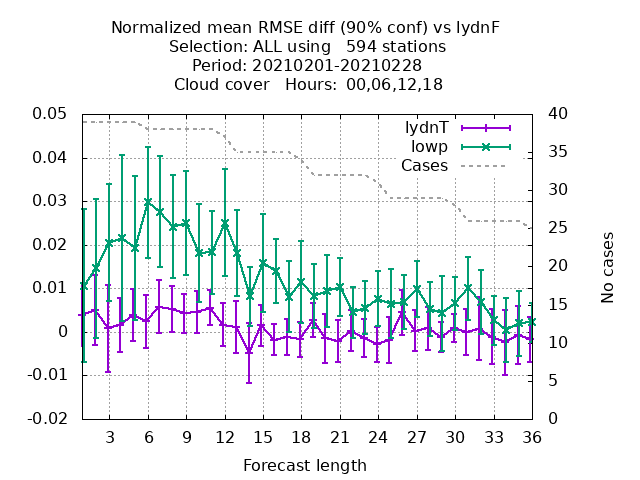 Normalized mean RMSE diff (90% conf) vs lydnF
Selection: ALL using   594 stations
Period: 20210201-20210228
Cloud cover   Hours: 00,06,12,18
0.05
0.04
0.03
0.02
0.01
0
-0.01
-0.02
lydnT
lowp
Cases
40
35
30
25
20
15
10
5
0
No cases
3 6 9 12 15 18 21 24 27 30 33 36
Forecast length